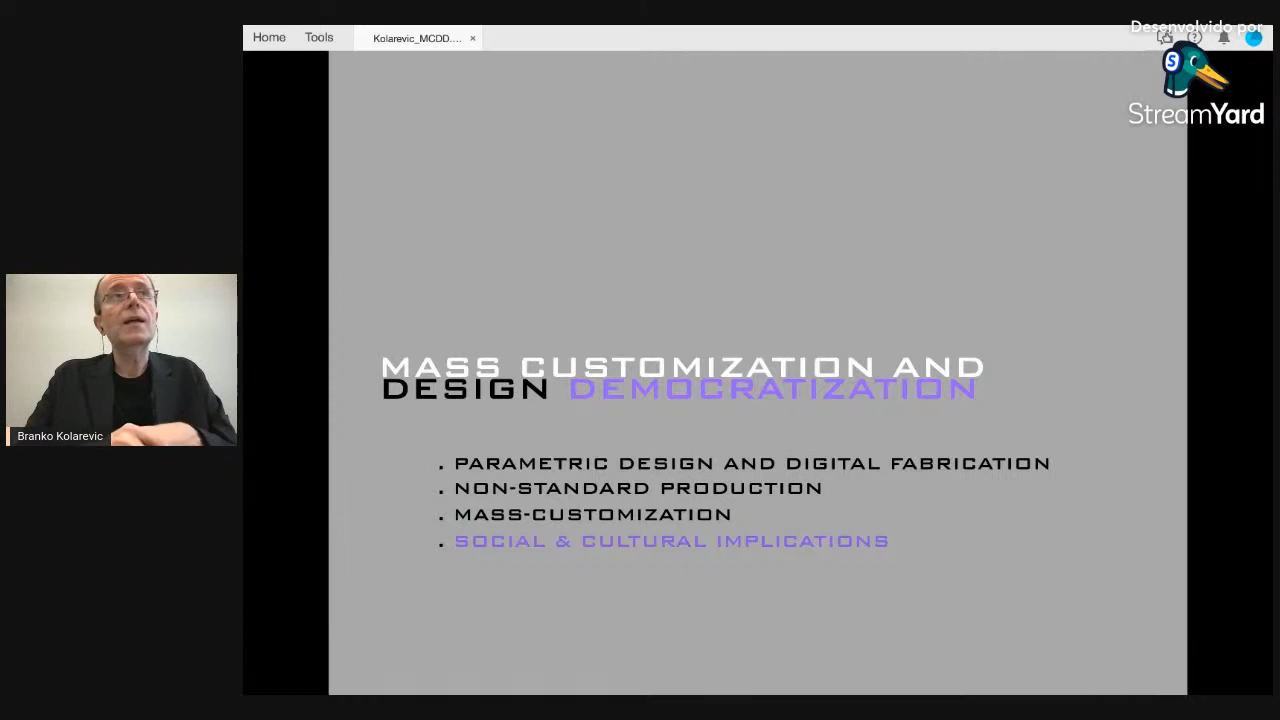 Home Tools Kolarevic_MCDD.... ×
Desenvolvido por
StreamYard
MASS CUSTOMIZATION AND
DESIGN DEMOCRATIZATION
. PARAMETRIC DESIGN AND DIGITAL FABRICATION
. NON-STANDARD PRODUCTION
. MASS-CUSTOMIZATION
. SOCIAL & CULTURAL IMPLICATIONS
Branko Kolarevic